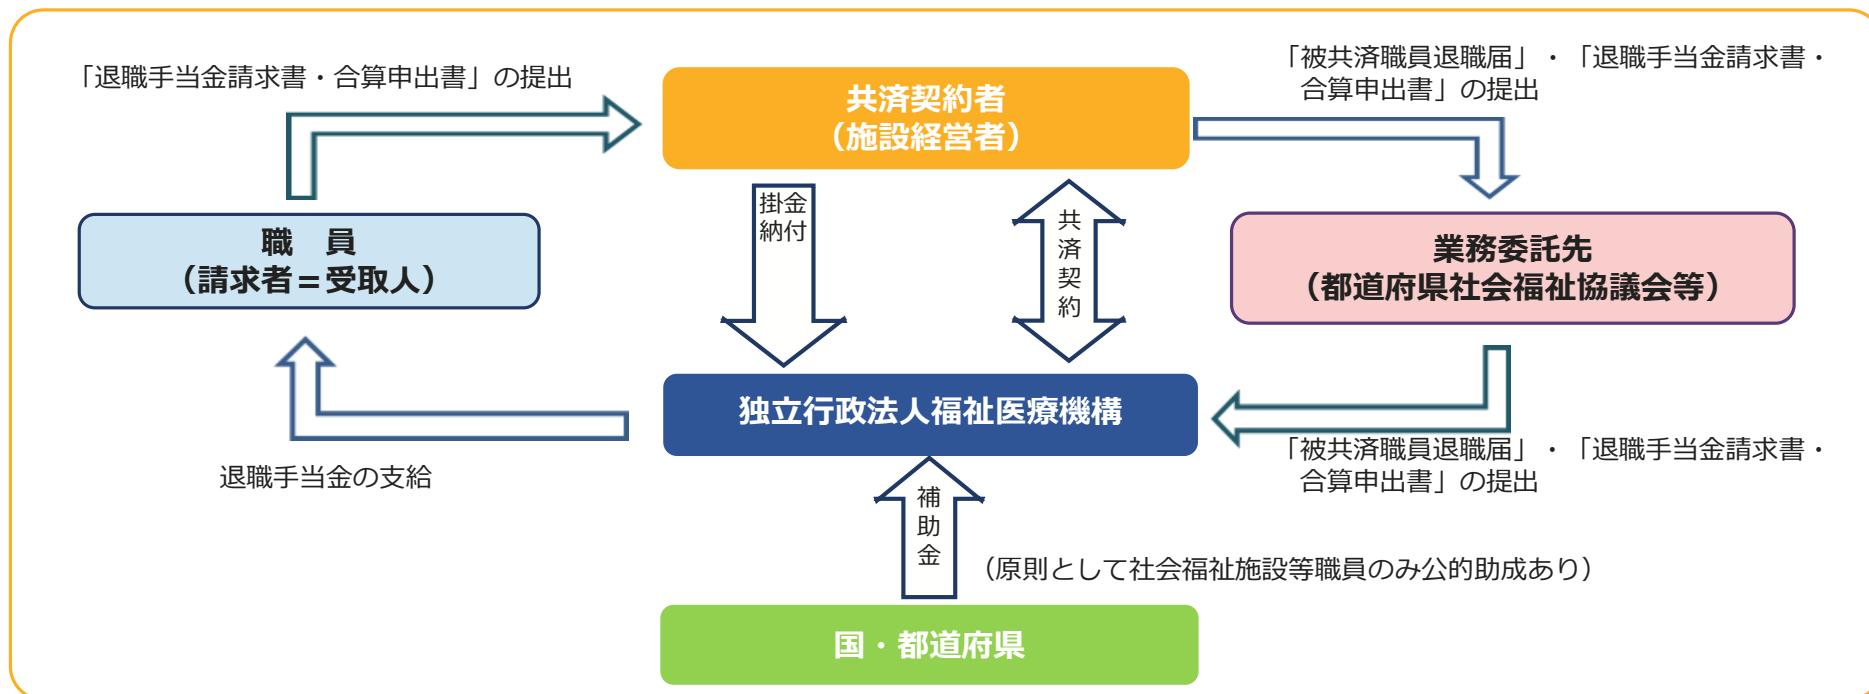 「退職手当金請求書・合算申出書」の提出
共済契約者
（施設経営者）
「被共済職員退職届」・「退職手当金請求書・
合算申出書」の提出
職　員
（請求者＝受取人）
掛金
納付
共済契約
業務委託先
（都道府県社会福祉協議会等）
独立行政法人福祉医療機構
退職手当金の支給
「被共済職員退職届」・「退職手当金請求書・
合算申出書」の提出
補助金
（原則として社会福祉施設等職員のみ公的助成あり）
国・都道府県